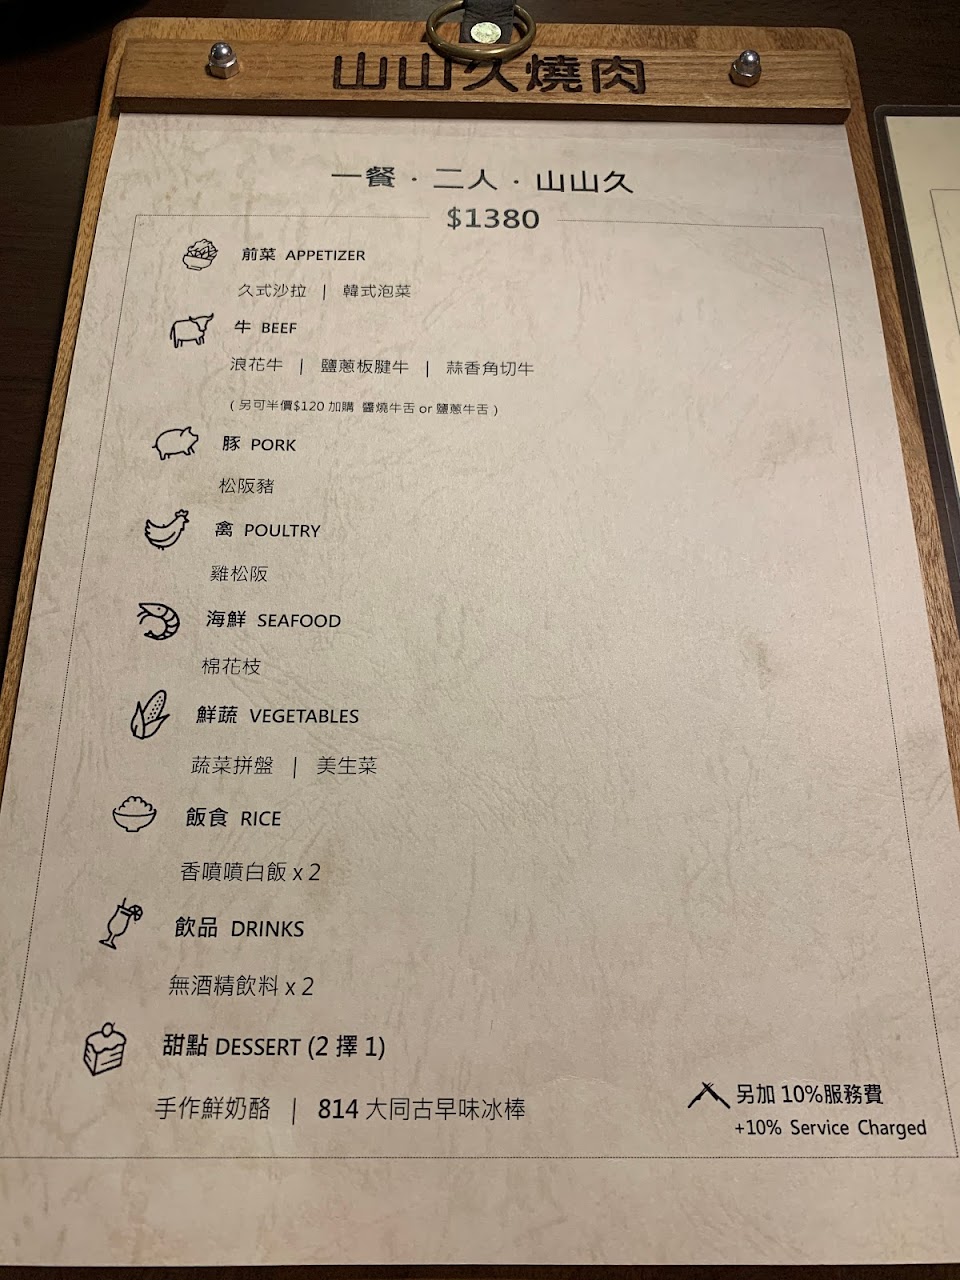 山山久燒肉
一餐．二人．山山久
$1380
前菜 APPETIZER
久式沙拉 | 韓式泡菜
牛 BEEF
浪花牛 | 鹽蔥板腱牛 | 蒜香角切牛
(另可半價$120 加購 鹽燒牛舌 or 鹽蔥牛舌)
豚 PORK
松阪豬
禽 POULTRY
雞松阪
海鮮 SEAFOOD
棉花枝
鮮蔬 VEGETABLES
蔬菜拼盤 | 美生菜
飯食 RICE
香噴噴白飯 x 2
飲品 DRINKS
無酒精飲料 x 2
甜點 DESSERT (2 擇 1)
手作鮮奶酪 | 814 大同古早味冰棒
另加 10%服務費
+10% Service Charged